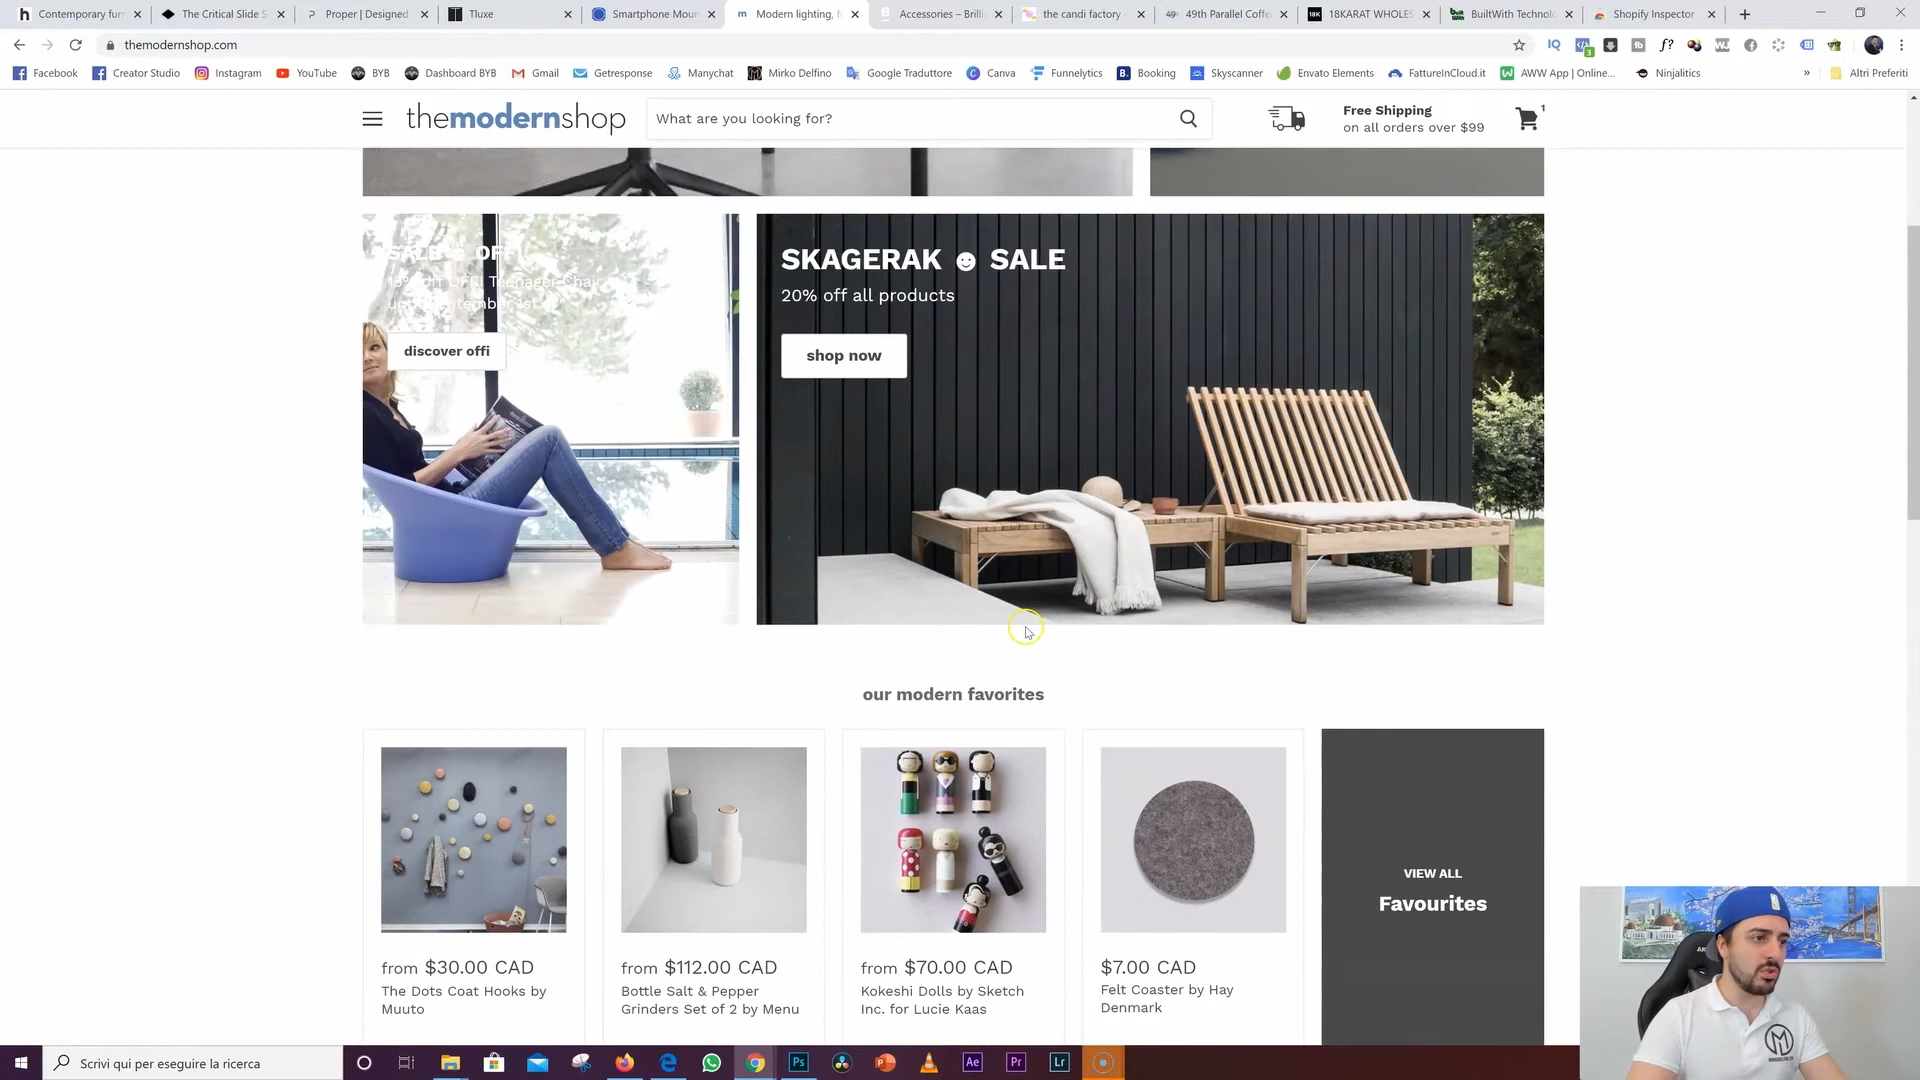 Contemporary furn
The Critical Slide S
Proper | Designed
Tluxe
Smartphone Moun
Modern lighting, f
Accessories – Brilli
the candi factory –
49th Parallel Coffe
18KARAT WHOLES
BuiltWith Technolo
Shopify Inspector
themodernshop.com
Facebook
Creator Studio
Instagram
YouTube
BYB
Dashboard BYB
Gmail
Getresponse
Manychat
Mirko Delfino
Google Traduttore
Canva
Funnelytics
Booking
Skyscanner
Envato Elements
FattureInCloud.it
AWW App | Online...
Ninjalitics
»
Altri Preferiti
themodernshop
What are you looking for?
Free Shipping
on all orders over $99
1
discover offi
SKAGERAK ☻ SALE
20% off all products
shop now
our modern favorites
from $30.00 CAD
The Dots Coat Hooks by
Muuto
from $112.00 CAD
Bottle Salt & Pepper
Grinders Set of 2 by Menu
from $70.00 CAD
Kokeshi Dolls by Sketch
Inc. for Lucie Kaas
$7.00 CAD
Felt Coaster by Hay
Denmark
VIEW ALL
Favourites
Scrivi qui per eseguire la ricerca
Ps
Ae
Pr
Lr